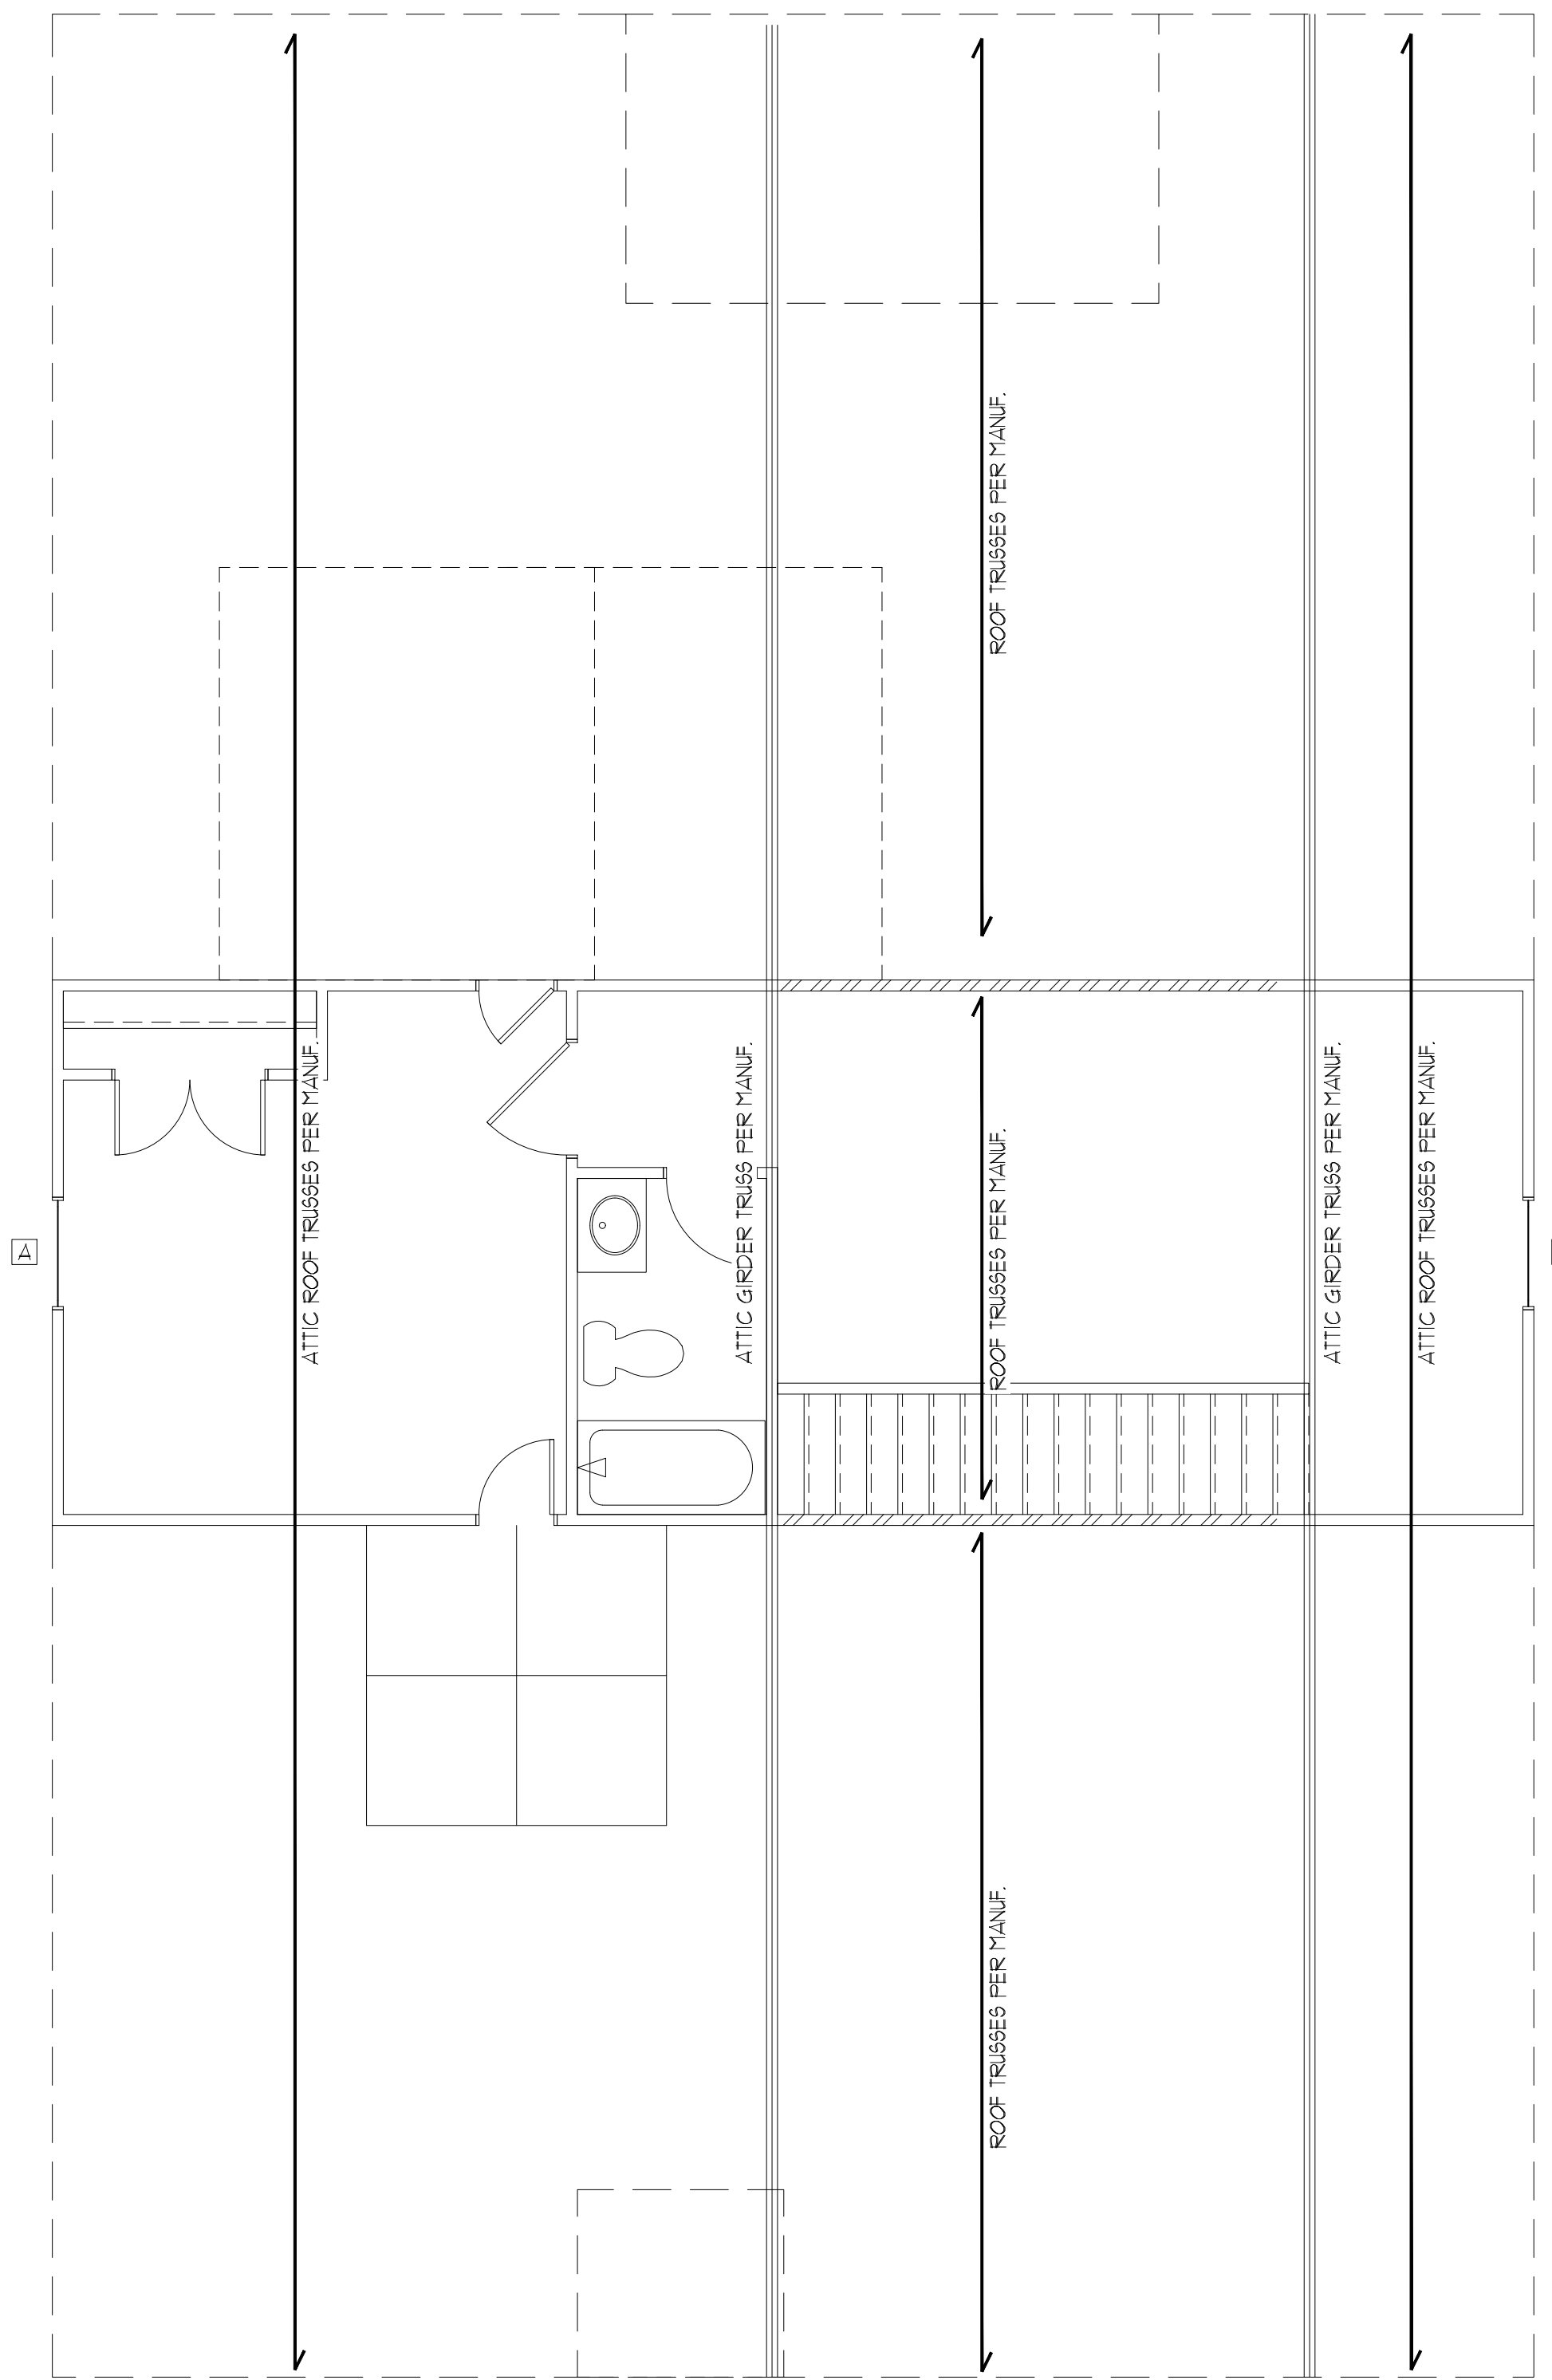 ROOF TRUSSES PER MANUF.
A
ATTIC ROOF TRUSSES PER MANUF.
ATTIC GIRDER TRUSS PER MANUF.
ROOF TRUSSES PER MANUF.
ATTIC GIRDER TRUSS PER MANUF.
ATTIC ROOF TRUSSES PER MANUF.
ROOF TRUSSES PER MANUF.